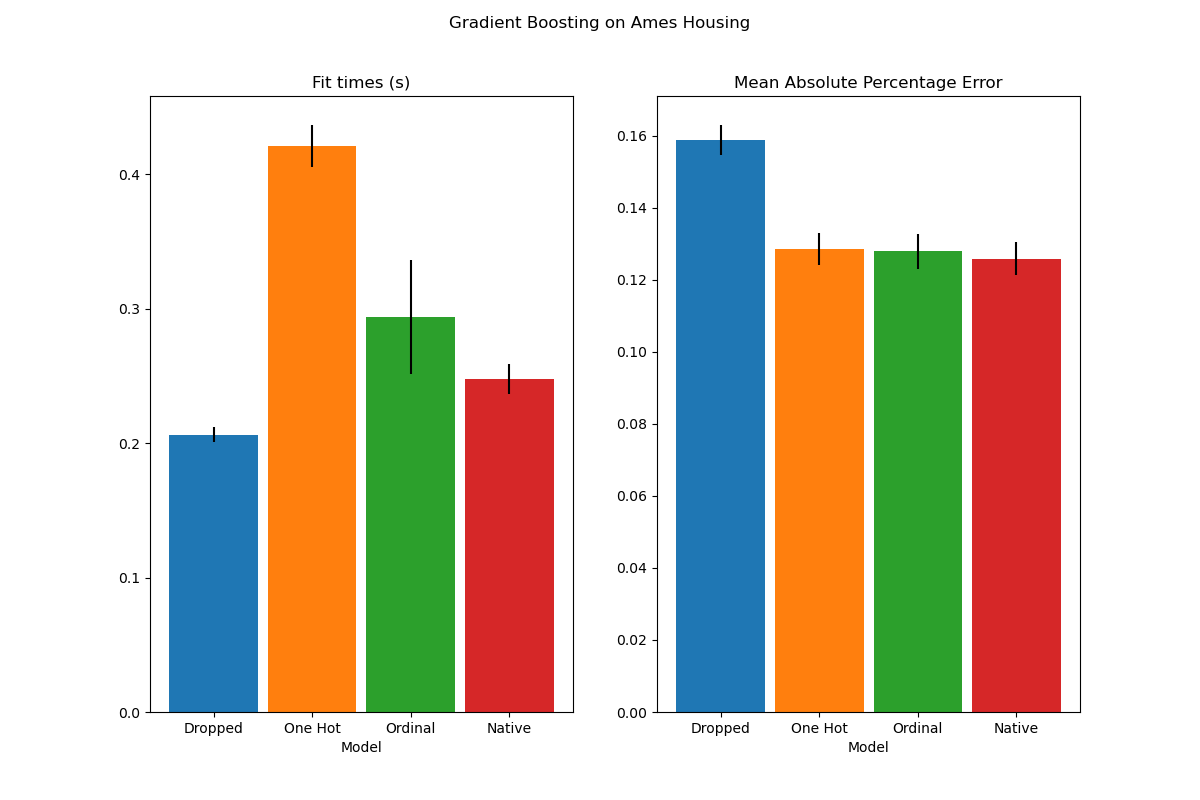 Gradient Boosting on Ames Housing
Fit times (s)
0.4
0.3
0.2
0.1
0.0
Dropped One Hot Ordinal Native
Model
Mean Absolute Percentage Error
0.16
0.14
0.12
0.10
0.08
0.06
0.04
0.02
0.00
Dropped One Hot Ordinal Native
Model